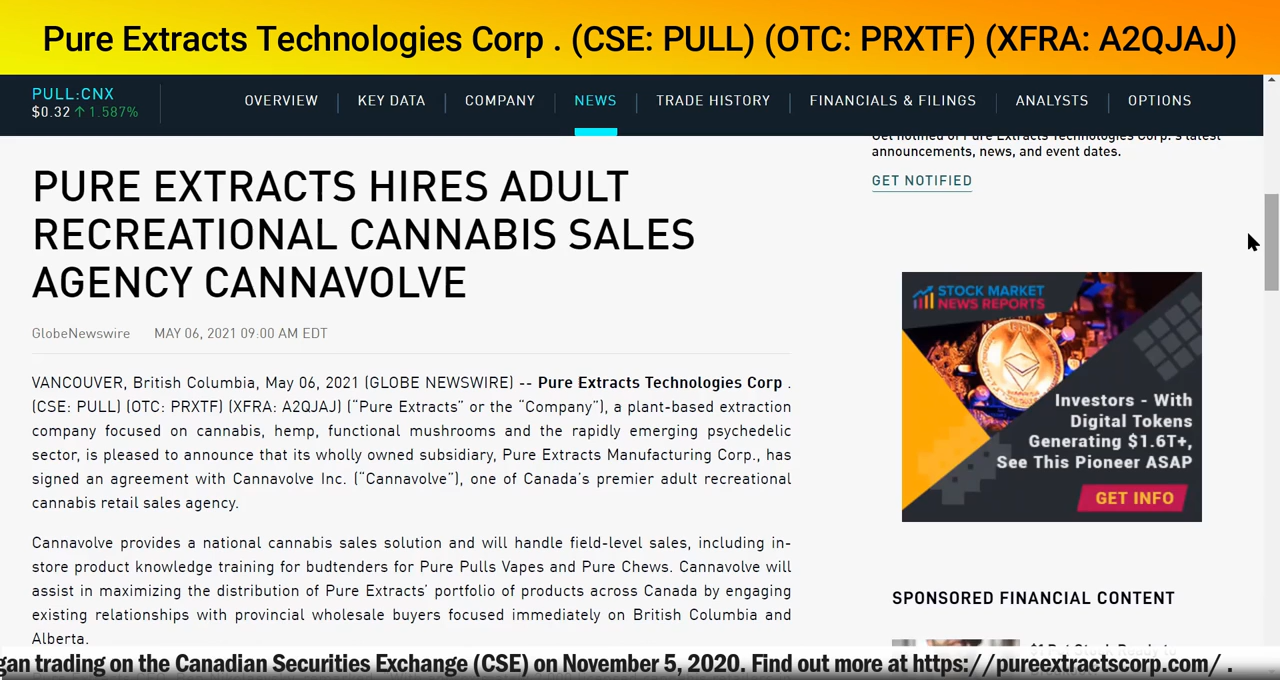 Pure Extracts Technologies Corp . (CSE: PULL) (OTC: PRXTF) (XFRA: A2QJAJ)
PULL:CNX
$0.32 ↑ 1.587%
OVERVIEW
KEY DATA
COMPANY
NEWS
TRADE HISTORY
FINANCIALS & FILINGS
ANALYSTS
OPTIONS
Get notified of Pure Extracts Technologies Corp.'s latest
announcements, news, and event dates.
GET NOTIFIED
PURE EXTRACTS HIRES ADULT
RECREATIONAL CANNABIS SALES
AGENCY CANNAVOLVE
GlobeNewswire MAY 06, 2021 09:00 AM EDT
VANCOUVER, British Columbia, May 06, 2021 (GLOBE NEWSWIRE) -- Pure Extracts Technologies Corp .
(CSE: PULL) (OTC: PRXTF) (XFRA: A2QJAJ) (“Pure Extracts” or the “Company”), a plant-based extraction
company focused on cannabis, hemp, functional mushrooms and the rapidly emerging psychedelic
sector, is pleased to announce that its wholly owned subsidiary, Pure Extracts Manufacturing Corp., has
signed an agreement with Cannavolve Inc. (“Cannavolve”), one of Canada’s premier adult recreational
cannabis retail sales agency.
Cannavolve provides a national cannabis sales solution and will handle field-level sales, including in-
store product knowledge training for budtenders for Pure Pulls Vapes and Pure Chews. Cannavolve will
assist in maximizing the distribution of Pure Extracts’ portfolio of products across Canada by engaging
existing relationships with provincial wholesale buyers focused immediately on British Columbia and
Alberta.
STOCK MARKET
NEWS REPORTS
Investors - With
Digital Tokens
Generating $1.6T+,
See This Pioneer ASAP
GET INFO
SPONSORED FINANCIAL CONTENT
gan trading on the Canadian Securities Exchange (CSE) on November 5, 2020. Find out more at https://pureextractscorp.com/ .